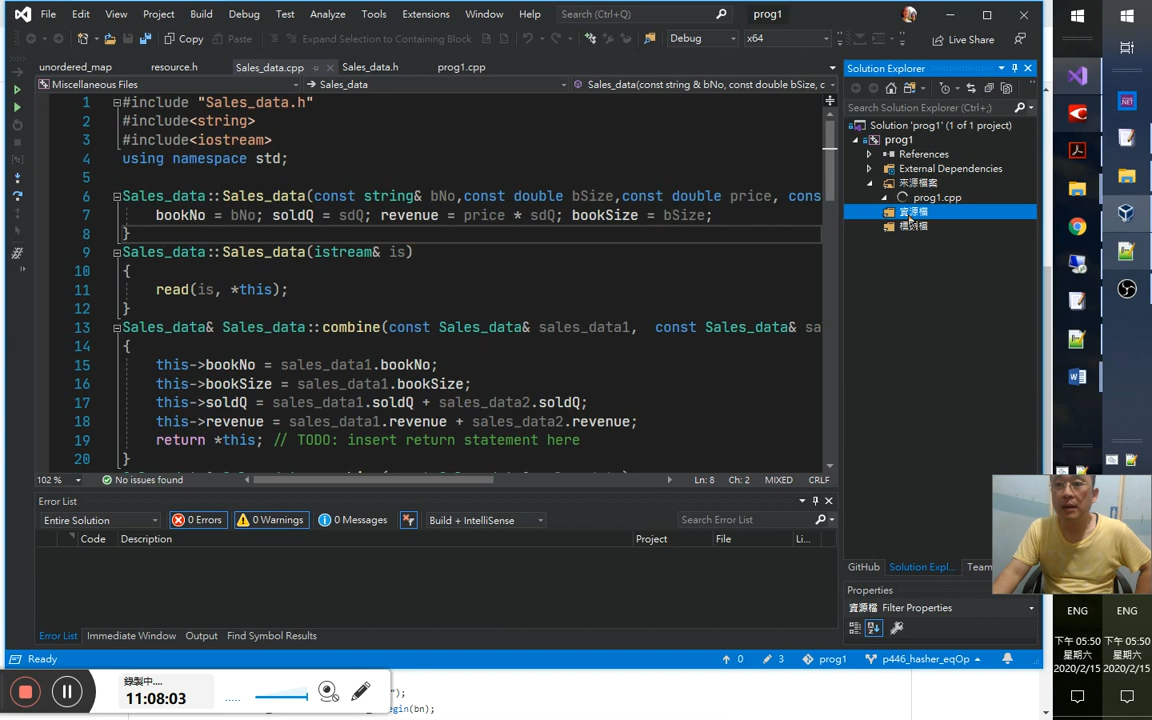 File Edit View Project Build Debug Test Analyze Tools Extensions Window Help Search (Ctrl+Q) prog1
Copy Paste Expand Selection to Containing Block Debug x64 Live Share
unordered_map resource.h Sales_data.cpp Sales_data.h prog1.cpp
Miscellaneous Files Sales_data Sales_data(const string & bNo, const double bSize, c
1 #include "Sales_data.h"
2 #include<string>
3 #include<iostream>
4 using namespace std;
5
6 Sales_data::Sales_data(const string& bNo,const double bSize,const double price, cons
7 bookNo = bNo; soldQ = sdQ; revenue = price * sdQ; bookSize = bSize;
8 }
9 Sales_data::Sales_data(istream& is)
10 {
11 read(is, *this);
12 }
13 Sales_data& Sales_data::combine(const Sales_data& sales_data1, const Sales_data& sa
14 {
15 this->bookNo = sales_data1.bookNo;
16 this->bookSize = sales_data1.bookSize;
17 this->soldQ = sales_data1.soldQ + sales_data2.soldQ;
18 this->revenue = sales_data1.revenue + sales_data2.revenue;
19 return *this; // TODO: insert return statement here
20 }
102 % No issues found Ln: 8 Ch: 2 MIXED CRLF
Error List
Entire Solution 0 Errors 0 Warnings 0 Messages Build + IntelliSense Search Error List
Code Description Project File Li...
Error List Immediate Window Output Find Symbol Results
Solution Explorer
Search Solution Explorer (Ctrl+;)
Solution 'prog1' (1 of 1 project)
prog1
References
External Dependencies
來源檔案
prog1.cpp
資源檔
標頭檔
GitHub Solution Expl... Team
Properties
資源檔 Filter Properties
Ready 0 3 prog1 p446_hasher_eqOp
錄製中....
11:08:03
");
gin(bn);
ENG ENG
下午 05:50 下午 05:50
星期六 星期六
2020/2/15 2020/2/15